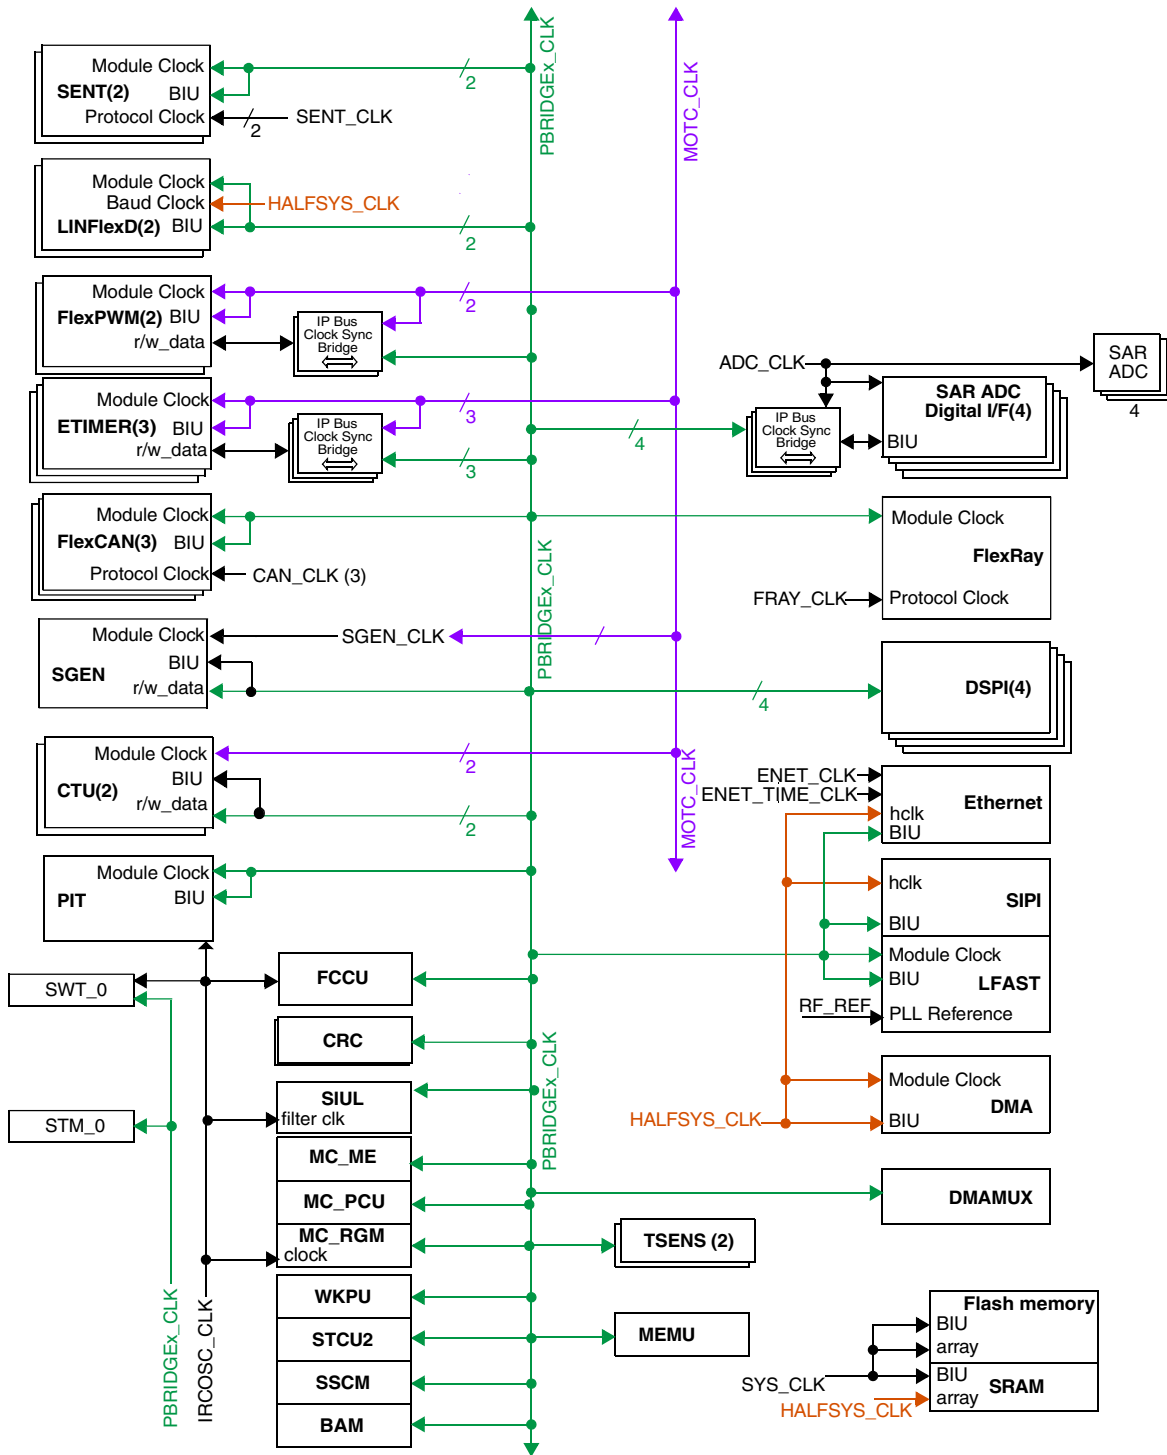 PBRIDGEx_CLK
MOTC_CLK
Module Clock
SENT(2)
BIU
Protocol Clock
2
SENT_CLK
2
Module Clock
Baud Clock
LINFlexD(2)
BIU
HALFSYS_CLK
2
Module Clock
FlexPWM(2)
BIU
r/w_data
IP Bus
Clock Sync
Bridge
2
Module Clock
ETIMER(3)
BIU
r/w_data
IP Bus
Clock Sync
Bridge
3
3
ADC_CLK
SAR
ADC
4
4
IP Bus
Clock Sync
Bridge
SAR ADC
Digital I/F(4)
BIU
Module Clock
FlexCAN(3)
BIU
Protocol Clock
CAN_CLK (3)
Module Clock
FlexRay
FRAY_CLK
Protocol Clock
PBRIDGEx_CLK
Module Clock
SGEN_CLK
BIU
SGEN
r/w_data
4
DSPI(4)
Module Clock
BIU
CTU(2)
r/w_data
2
2
MOTC_CLK
ENET_CLK
ENET_TIME_CLK
Ethernet
hclk
BIU
Module Clock
PIT
BIU
hclk
SIPI
BIU
Module Clock
LFAST
BIU
RF_REF
PLL Reference
SWT_0
FCCU
CRC
PBRIDGEx_CLK
SIUL
filter clk
STM_0
Module Clock
DMA
HALFSYS_CLK
BIU
MC_ME
MC_PCU
MC_RGM
clock
DMAMUX
TSENS (2)
WKPU
STCU2
SSCM
BAM
MEMU
PBRIDGEx_CLK
IRCOSC_CLK
Flash memory
BIU
array
SYS_CLK
BIU
SRAM
HALFSYS_CLK
array